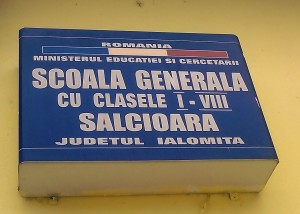 ROMANIA
MINISTERUL EDUCATIEI SI CERCETARII
SCOALA GENERALA
CU CLASELE I - VIII
SALCIOARA
JUDETUL IALOMITA